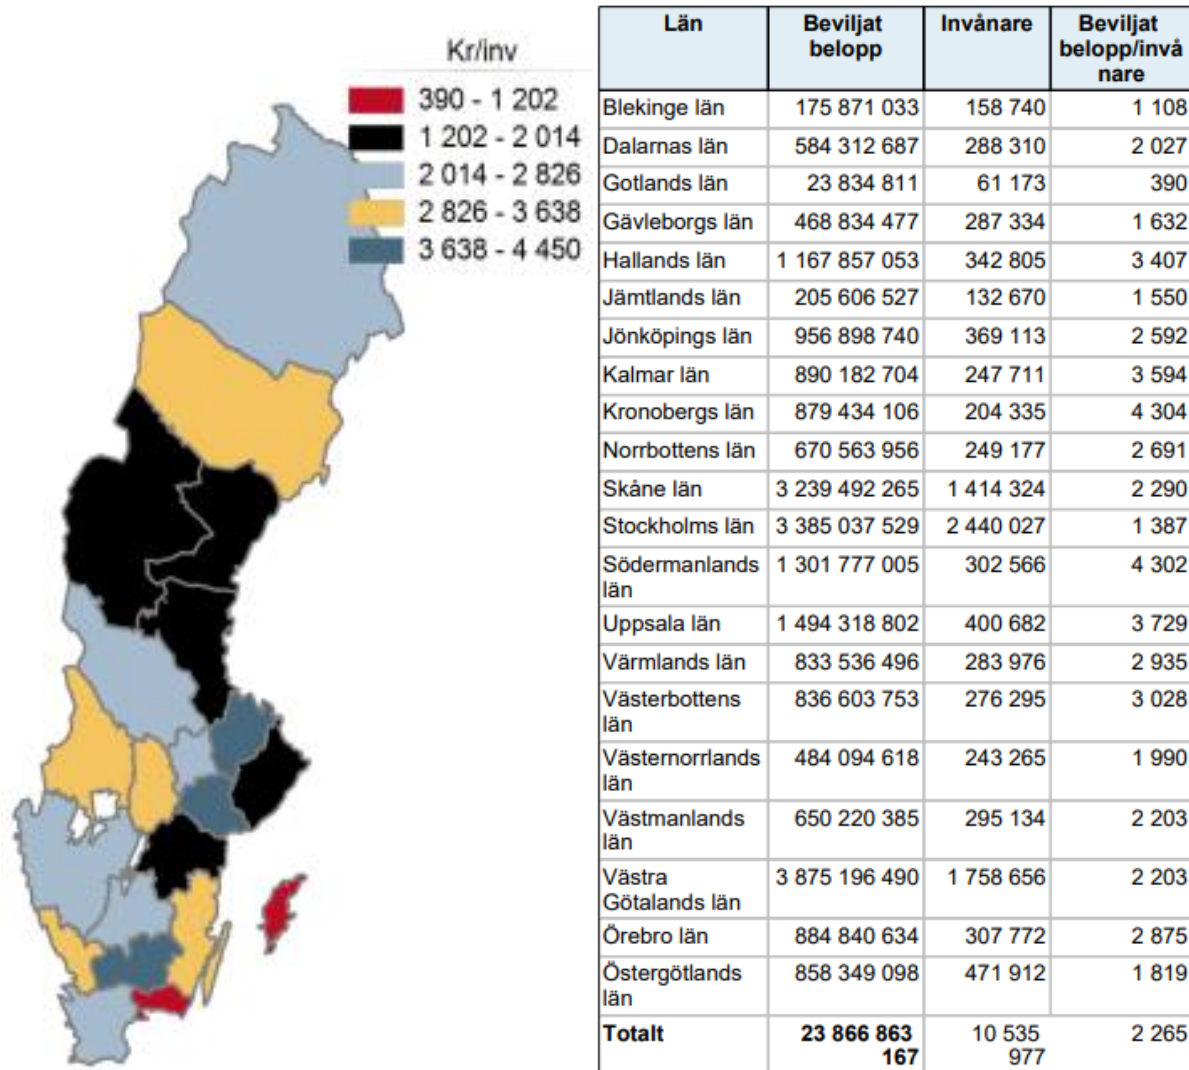 Kr/inv
390 - 1 202
1 202 - 2 014
2 014 - 2 826
2 826 - 3 638
3 638 - 4 450
Län Beviljat belopp Invånare Beviljat belopp/invå nare
Blekinge län 175 871 033 158 740 1 108
Dalarnas län 584 312 687 288 310 2 027
Gotlands län 23 834 811 61 173 390
Gävleborgs län 468 834 477 287 334 1 632
Hallands län 1 167 857 053 342 805 3 407
Jämtlands län 205 606 527 132 670 1 550
Jönköpings län 956 898 740 369 113 2 592
Kalmar län 890 182 704 247 711 3 594
Kronobergs län 879 434 106 204 335 4 304
Norrbottens län 670 563 956 249 177 2 691
Skåne län 3 239 492 265 1 414 324 2 290
Stockholms län 3 385 037 529 2 440 027 1 387
Södermanlands län 1 301 777 005 302 566 4 302
Uppsala län 1 494 318 802 400 682 3 729
Värmlands län 833 536 496 283 976 2 935
Västerbottens län 836 603 753 276 295 3 028
Västernorrlands län 484 094 618 243 265 1 990
Västmanlands län 650 220 385 295 134 2 203
Västra Götalands län 3 875 196 490 1 758 656 2 203
Örebro län 884 840 634 307 772 2 875
Östergötlands län 858 349 098 471 912 1 819
Totalt 23 866 863 167 10 535 977 2 265